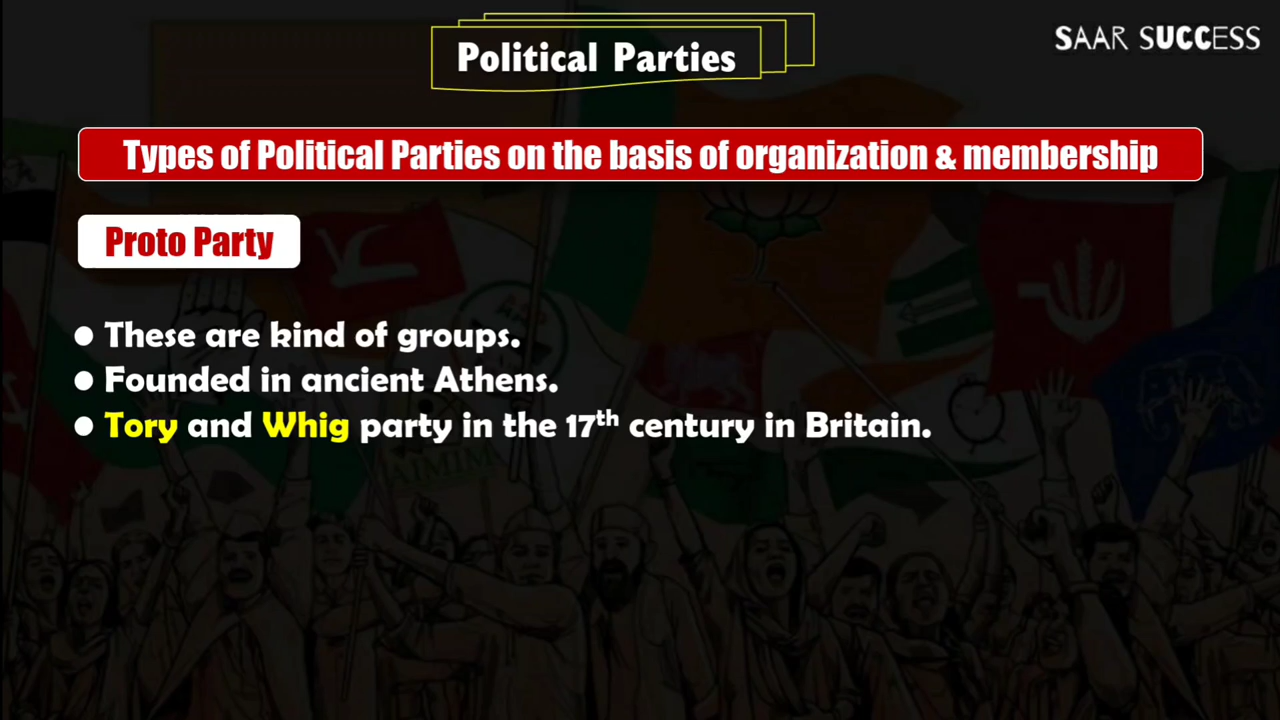 Political Parties
SAAR SUCCESS
Types of Political Parties on the basis of organization & membership
Proto Party
● These are kind of groups.
● Founded in ancient Athens.
● Tory and Whig party in the 17th century in Britain.